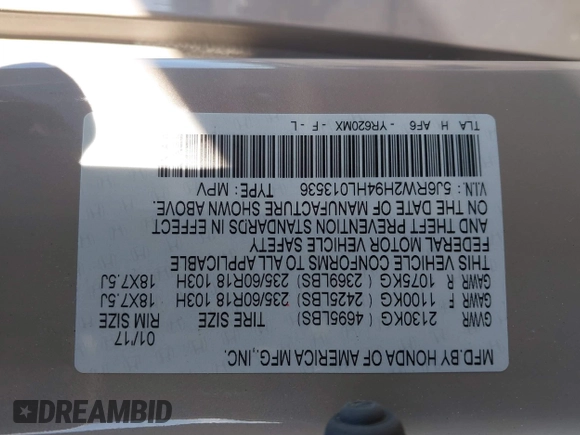 MFD.BY HONDA OF AMERICA MFG.,INC. 01/17
GVWR 2130KG (4695LBS) TIRE SIZE RIM SIZE
GAWR F 1100KG (2425LBS) 235/60R18 103H 18X7.5J
GAWR R 1075KG (2369LBS) 235/60R18 103H 18X7.5J
THIS VEHICLE CONFORMS TO ALL APPLICABLE
FEDERAL MOTOR VEHICLE SAFETY
AND THEFT PREVENTION STANDARDS IN EFFECT
ON THE DATE OF MANUFACTURE SHOWN ABOVE.
V.I.N.: 5J6RW2H94HL013536 TYPE: MPV
TLA H AF6 -YR620MX - F - L
DREAMBID